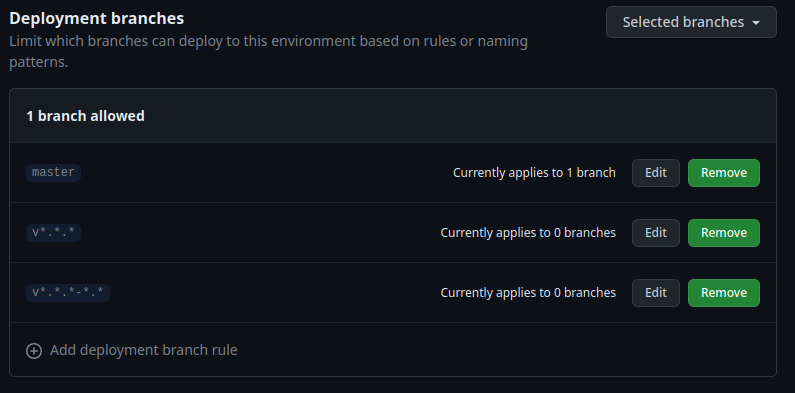 Deployment branches
Selected branches
Limit which branches can deploy to this environment based on rules or naming
patterns.
1 branch allowed
master Currently applies to 1 branch Edit Remove
v*.*.* Currently applies to 0 branches Edit Remove
v*.*.*-*.* Currently applies to 0 branches Edit Remove
Add deployment branch rule